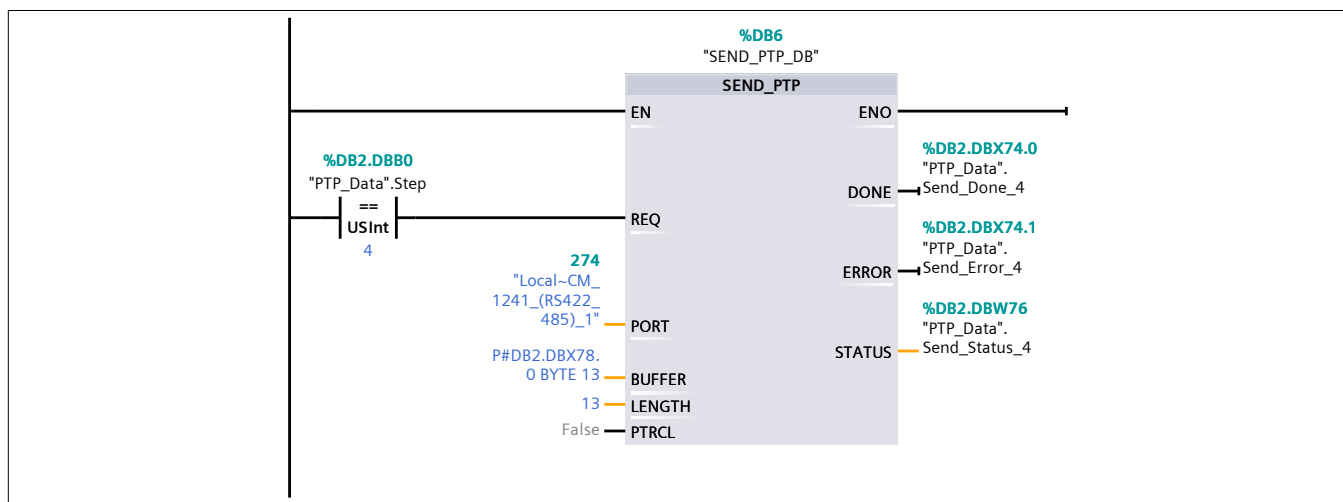 %DB6
"SEND_PTP_DB"
SEND_PTP
EN
ENO
%DB2.DBB0
"PTP_Data".Step
==
USInt
4
REQ
274
"Local~CM_
1241_(RS422_
485)_1"
PORT
P#DB2.DBX78.
0 BYTE 13
BUFFER
13
LENGTH
False
PTRCL
%DB2.DBX74.0
"PTP_Data".
Send_Done_4
DONE
%DB2.DBX74.1
"PTP_Data".
Send_Error_4
ERROR
%DB2.DBW76
"PTP_Data".
Send_Status_4
STATUS